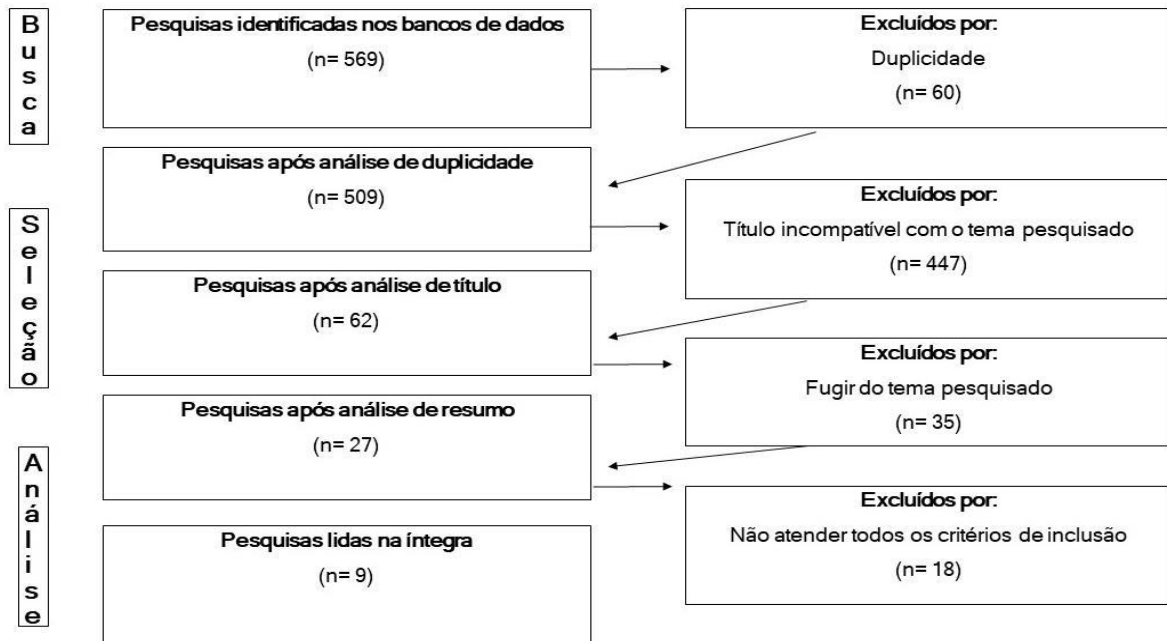 Busca
Pesquisas identificadas nos bancos de dados
(n= 569)
Excluídos por:
Duplicidade
(n= 60)
Pesquisas após análise de duplicidade
(n= 509)
Seleção
Excluídos por:
Título incompatível com o tema pesquisado
(n= 447)
Pesquisas após análise de título
(n= 62)
Excluídos por:
Fugir do tema pesquisado
(n= 35)
Pesquisas após análise de resumo
(n= 27)
Análise
Excluídos por:
Não atender todos os critérios de inclusão
(n= 18)
Pesquisas lidas na íntegra
(n= 9)